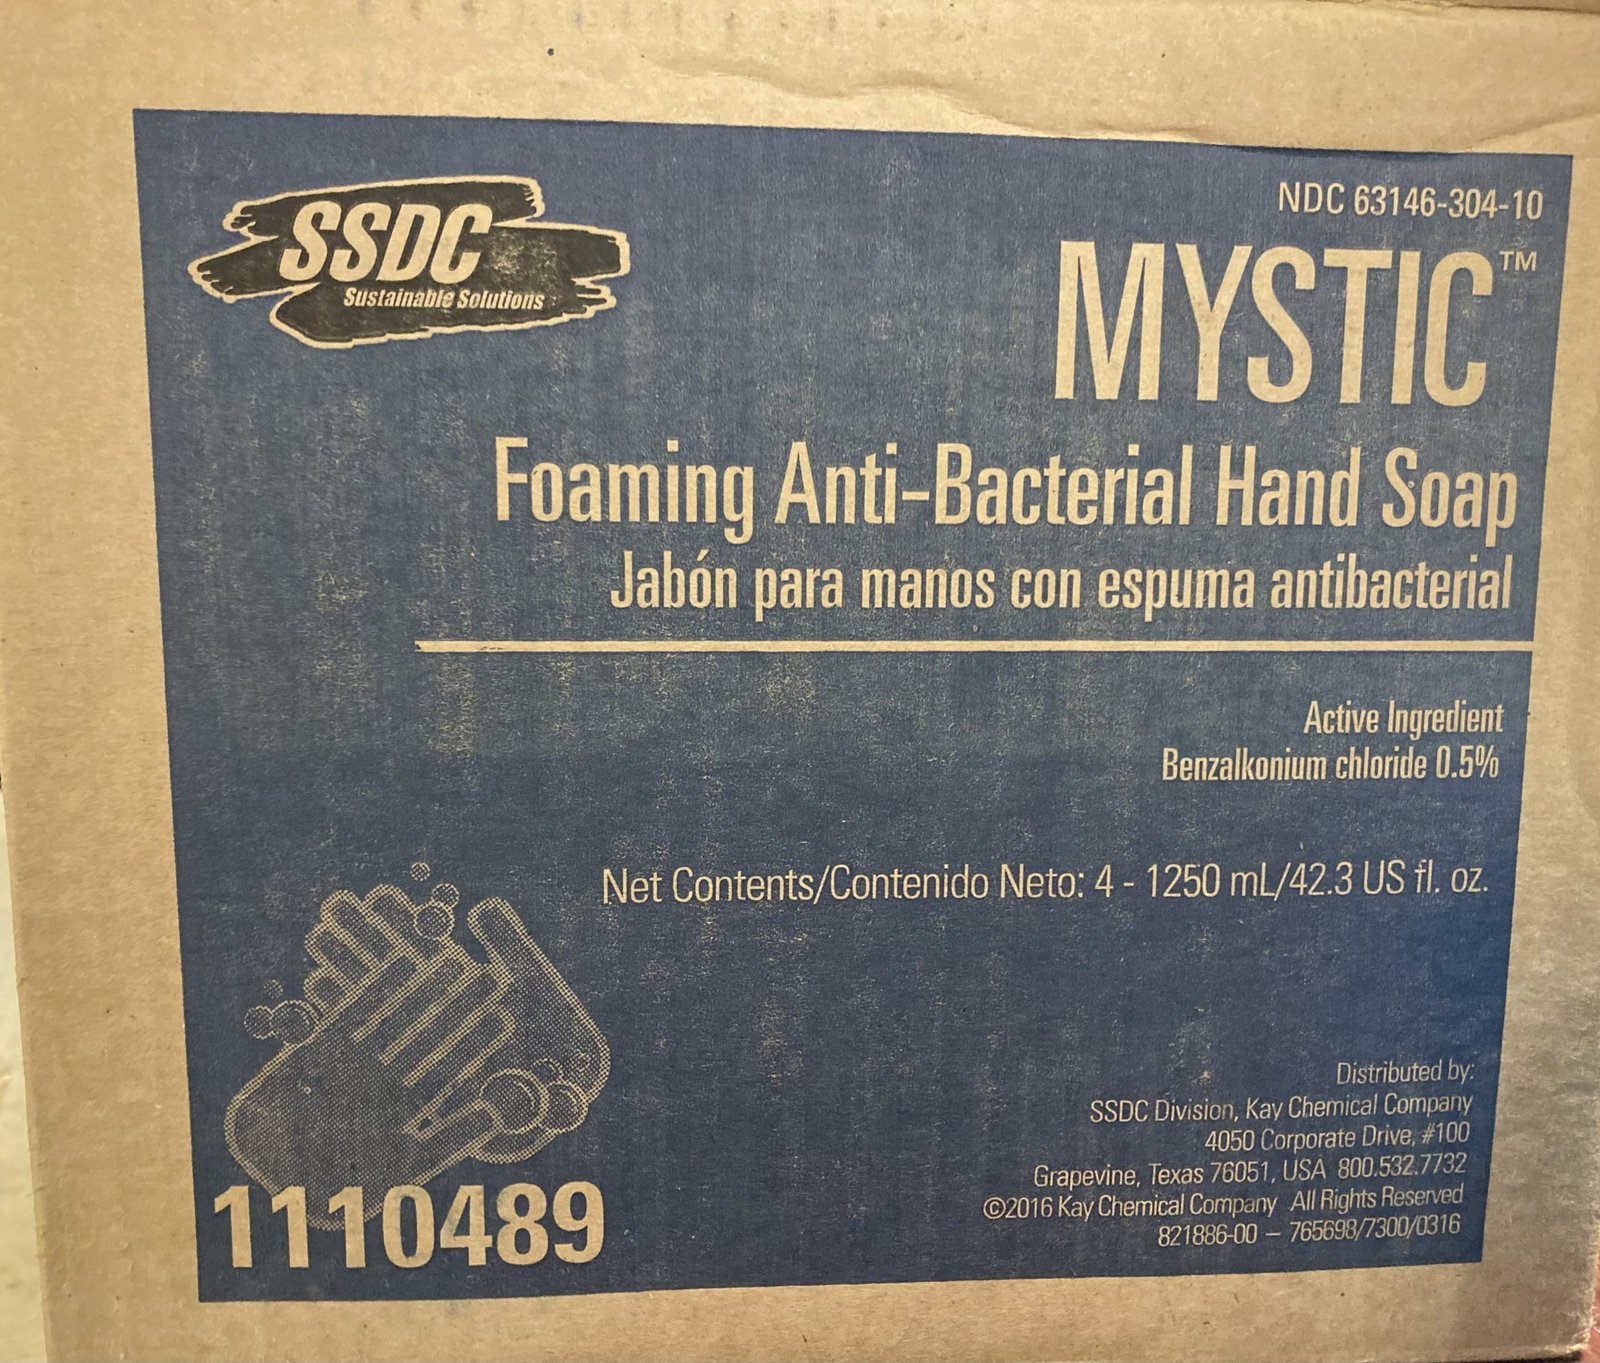 SSDC
Sustainable Solutions
NDC 63146-304-10
MYSTIC™
Foaming Anti-Bacterial Hand Soap
Jabón para manos con espuma antibacterial
Active Ingredient
Benzalkonium chloride 0.5%
Net Contents/Contenido Neto: 4 - 1250 mL/42.3 US fl. oz.
Distributed by:
SSDC Division, Kay Chemical Company
4050 Corporate Drive, #100
Grapevine, Texas 76051, USA 800.532.7732
©2016 Kay Chemical Company All Rights Reserved
821886-00 – 765698/7300/0316
1110489